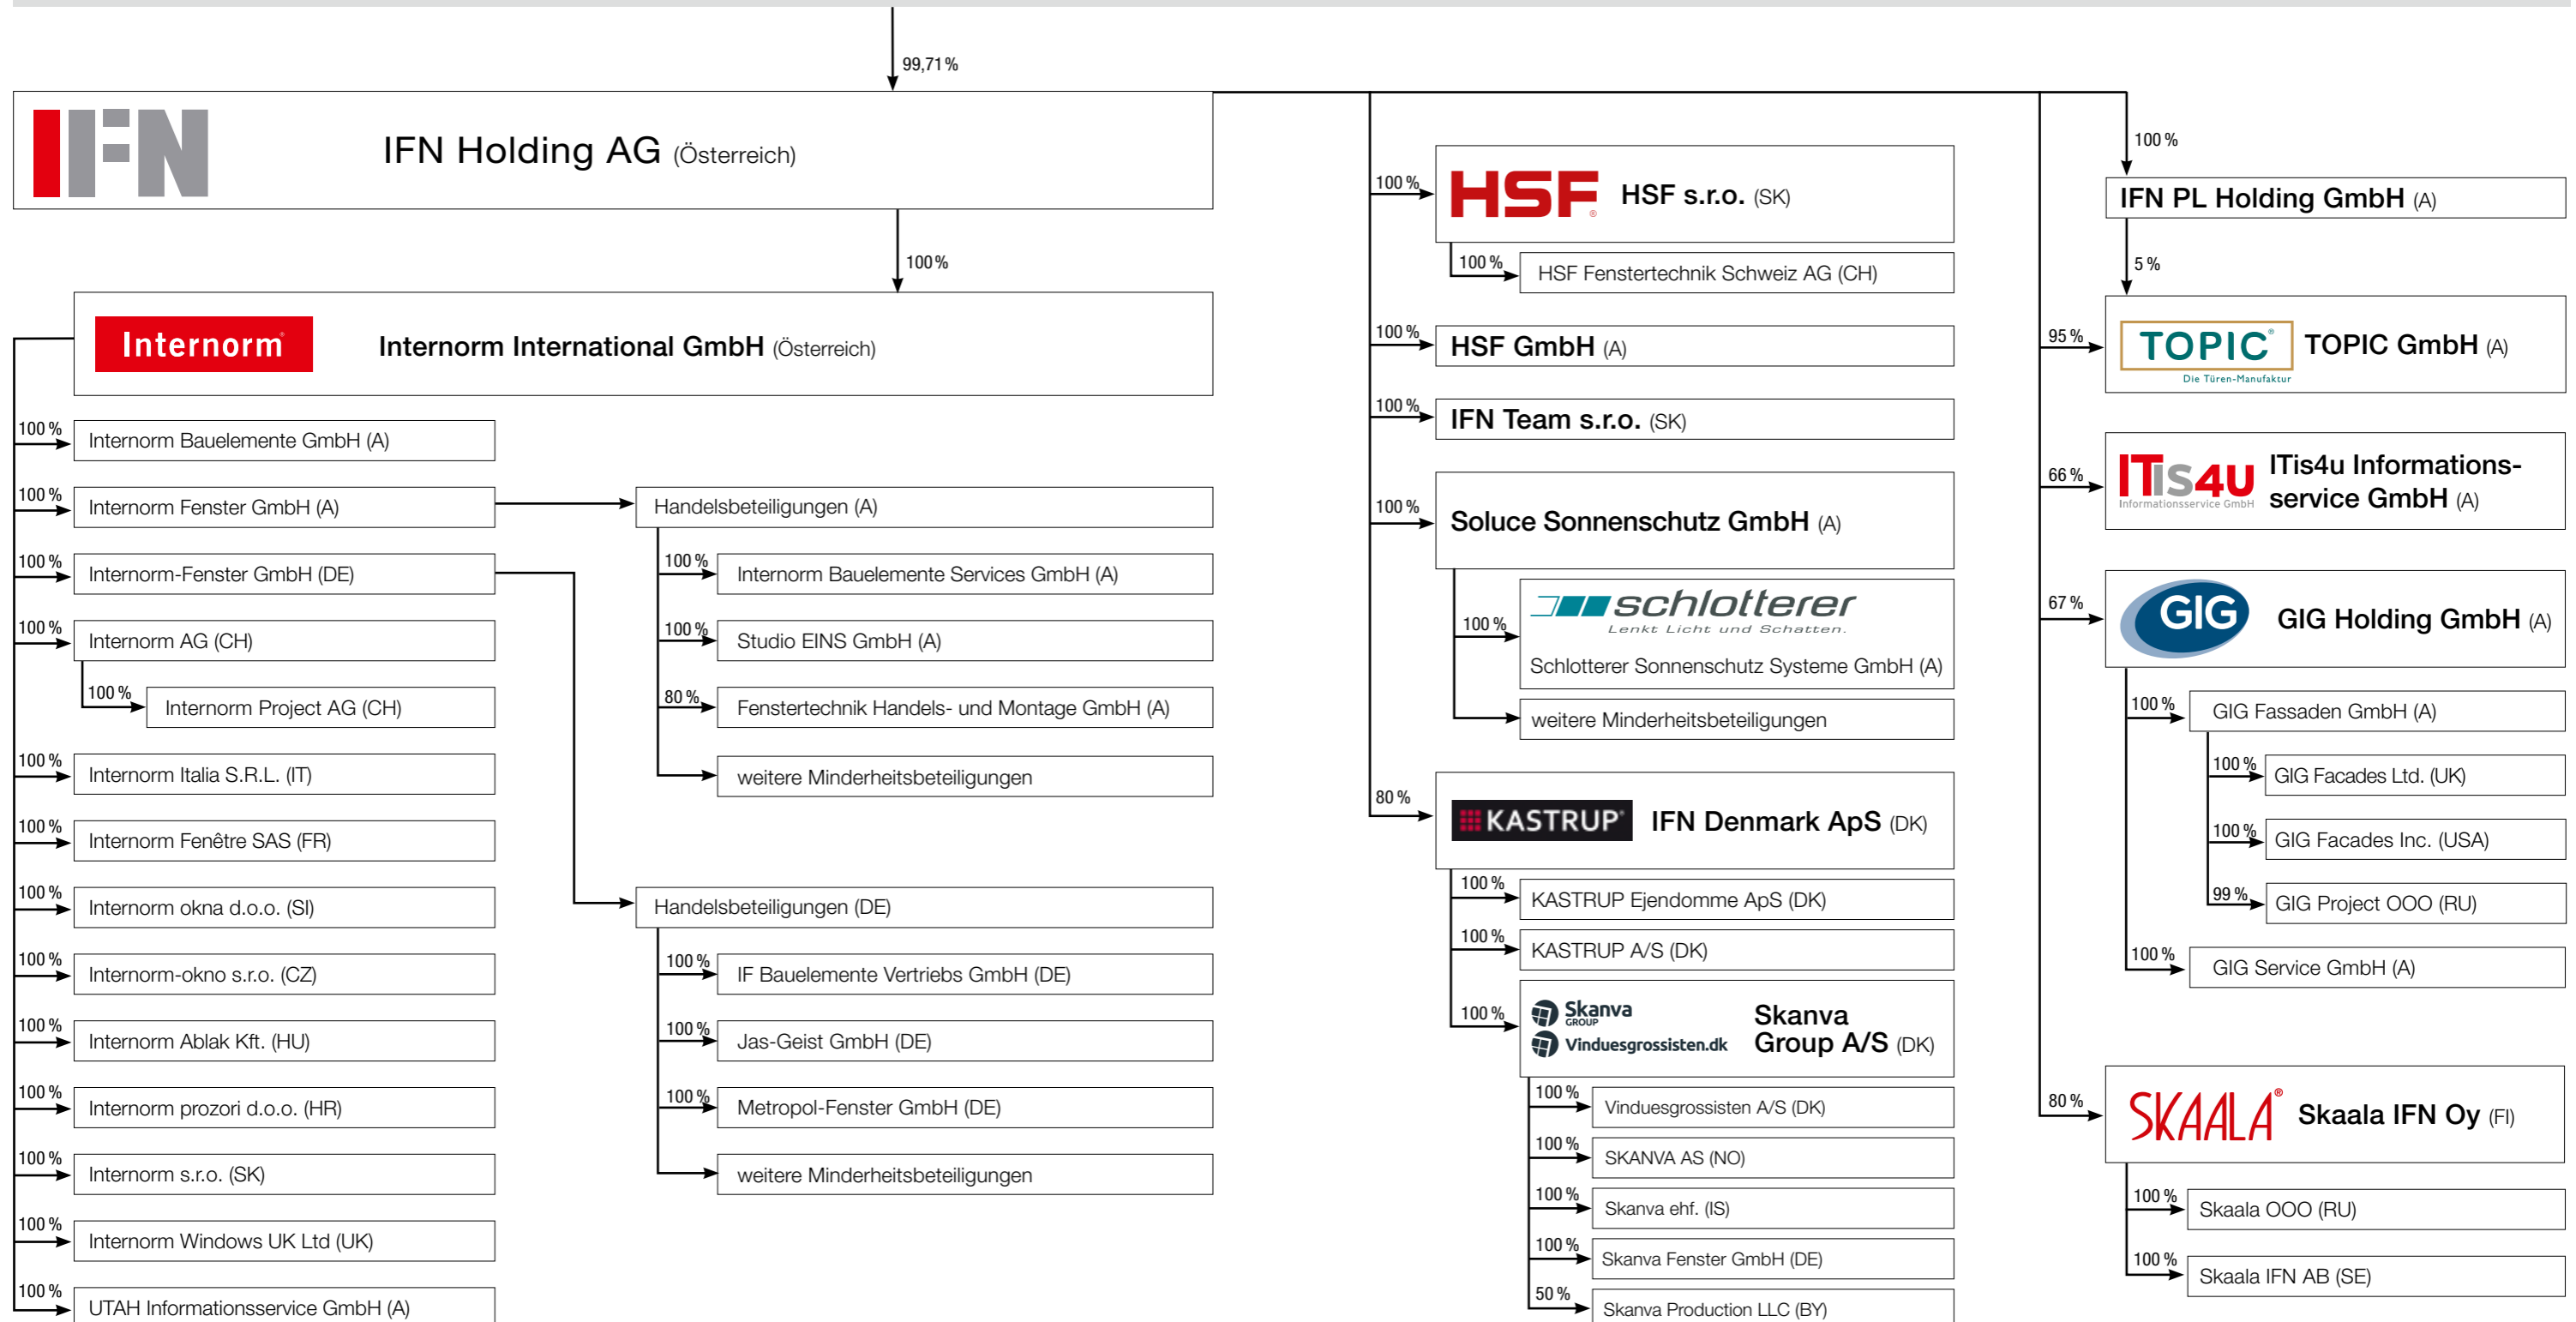 99,71 %
IFN
IFN Holding AG (Österreich)
100 %
Internorm®
Internorm International GmbH (Österreich)
100 %
Internorm Bauelemente GmbH (A)
100 %
Internorm Fenster GmbH (A)
100 %
Internorm-Fenster GmbH (DE)
100 %
Internorm AG (CH)
100 %
Internorm Project AG (CH)
100 %
Internorm Italia S.R.L. (IT)
100 %
Internorm Fenêtre SAS (FR)
100 %
Internorm okna d.o.o. (SI)
100 %
Internorm-okno s.r.o. (CZ)
100 %
Internorm Ablak Kft. (HU)
100 %
Internorm prozori d.o.o. (HR)
100 %
Internorm s.r.o. (SK)
100 %
Internorm Windows UK Ltd (UK)
100 %
UTAH Informationsservice GmbH (A)
Handelsbeteiligungen (A)
100 %
Internorm Bauelemente Services GmbH (A)
100 %
Studio EINS GmbH (A)
80 %
Fenstertechnik Handels- und Montage GmbH (A)
weitere Minderheitsbeteiligungen
Handelsbeteiligungen (DE)
100 %
IF Bauelemente Vertriebs GmbH (DE)
100 %
Jas-Geist GmbH (DE)
100 %
Metropol-Fenster GmbH (DE)
weitere Minderheitsbeteiligungen
100 %
HSF®
HSF s.r.o. (SK)
100 %
HSF Fenstertechnik Schweiz AG (CH)
100 %
HSF GmbH (A)
100 %
IFN Team s.r.o. (SK)
100 %
Soluce Sonnenschutz GmbH (A)
100 %
schlotterer
Lenkt Licht und Schatten.
Schlotterer Sonnenschutz Systeme GmbH (A)
weitere Minderheitsbeteiligungen
80 %
KASTRUP®
IFN Denmark ApS (DK)
100 %
KASTRUP Ejendomme ApS (DK)
100 %
KASTRUP A/S (DK)
100 %
Skanva
GROUP
Vinduesgrossisten.dk
Skanva
Group A/S (DK)
100 %
Vinduesgrossisten A/S (DK)
100 %
SKANVA AS (NO)
100 %
Skanva ehf. (IS)
100 %
Skanva Fenster GmbH (DE)
50 %
Skanva Production LLC (BY)
100 %
IFN PL Holding GmbH (A)
5 %
95 %
TOPIC®
Die Türen-Manufaktur
TOPIC GmbH (A)
66 %
ITIS4U
Informationsservice GmbH
ITis4u Informations-
service GmbH (A)
67 %
GIG
GIG Holding GmbH (A)
100 %
GIG Fassaden GmbH (A)
100 %
GIG Facades Ltd. (UK)
100 %
GIG Facades Inc. (USA)
99 %
GIG Project OOO (RU)
100 %
GIG Service GmbH (A)
80 %
SKAALA®
Skaala IFN Oy (FI)
100 %
Skaala OOO (RU)
100 %
Skaala IFN AB (SE)